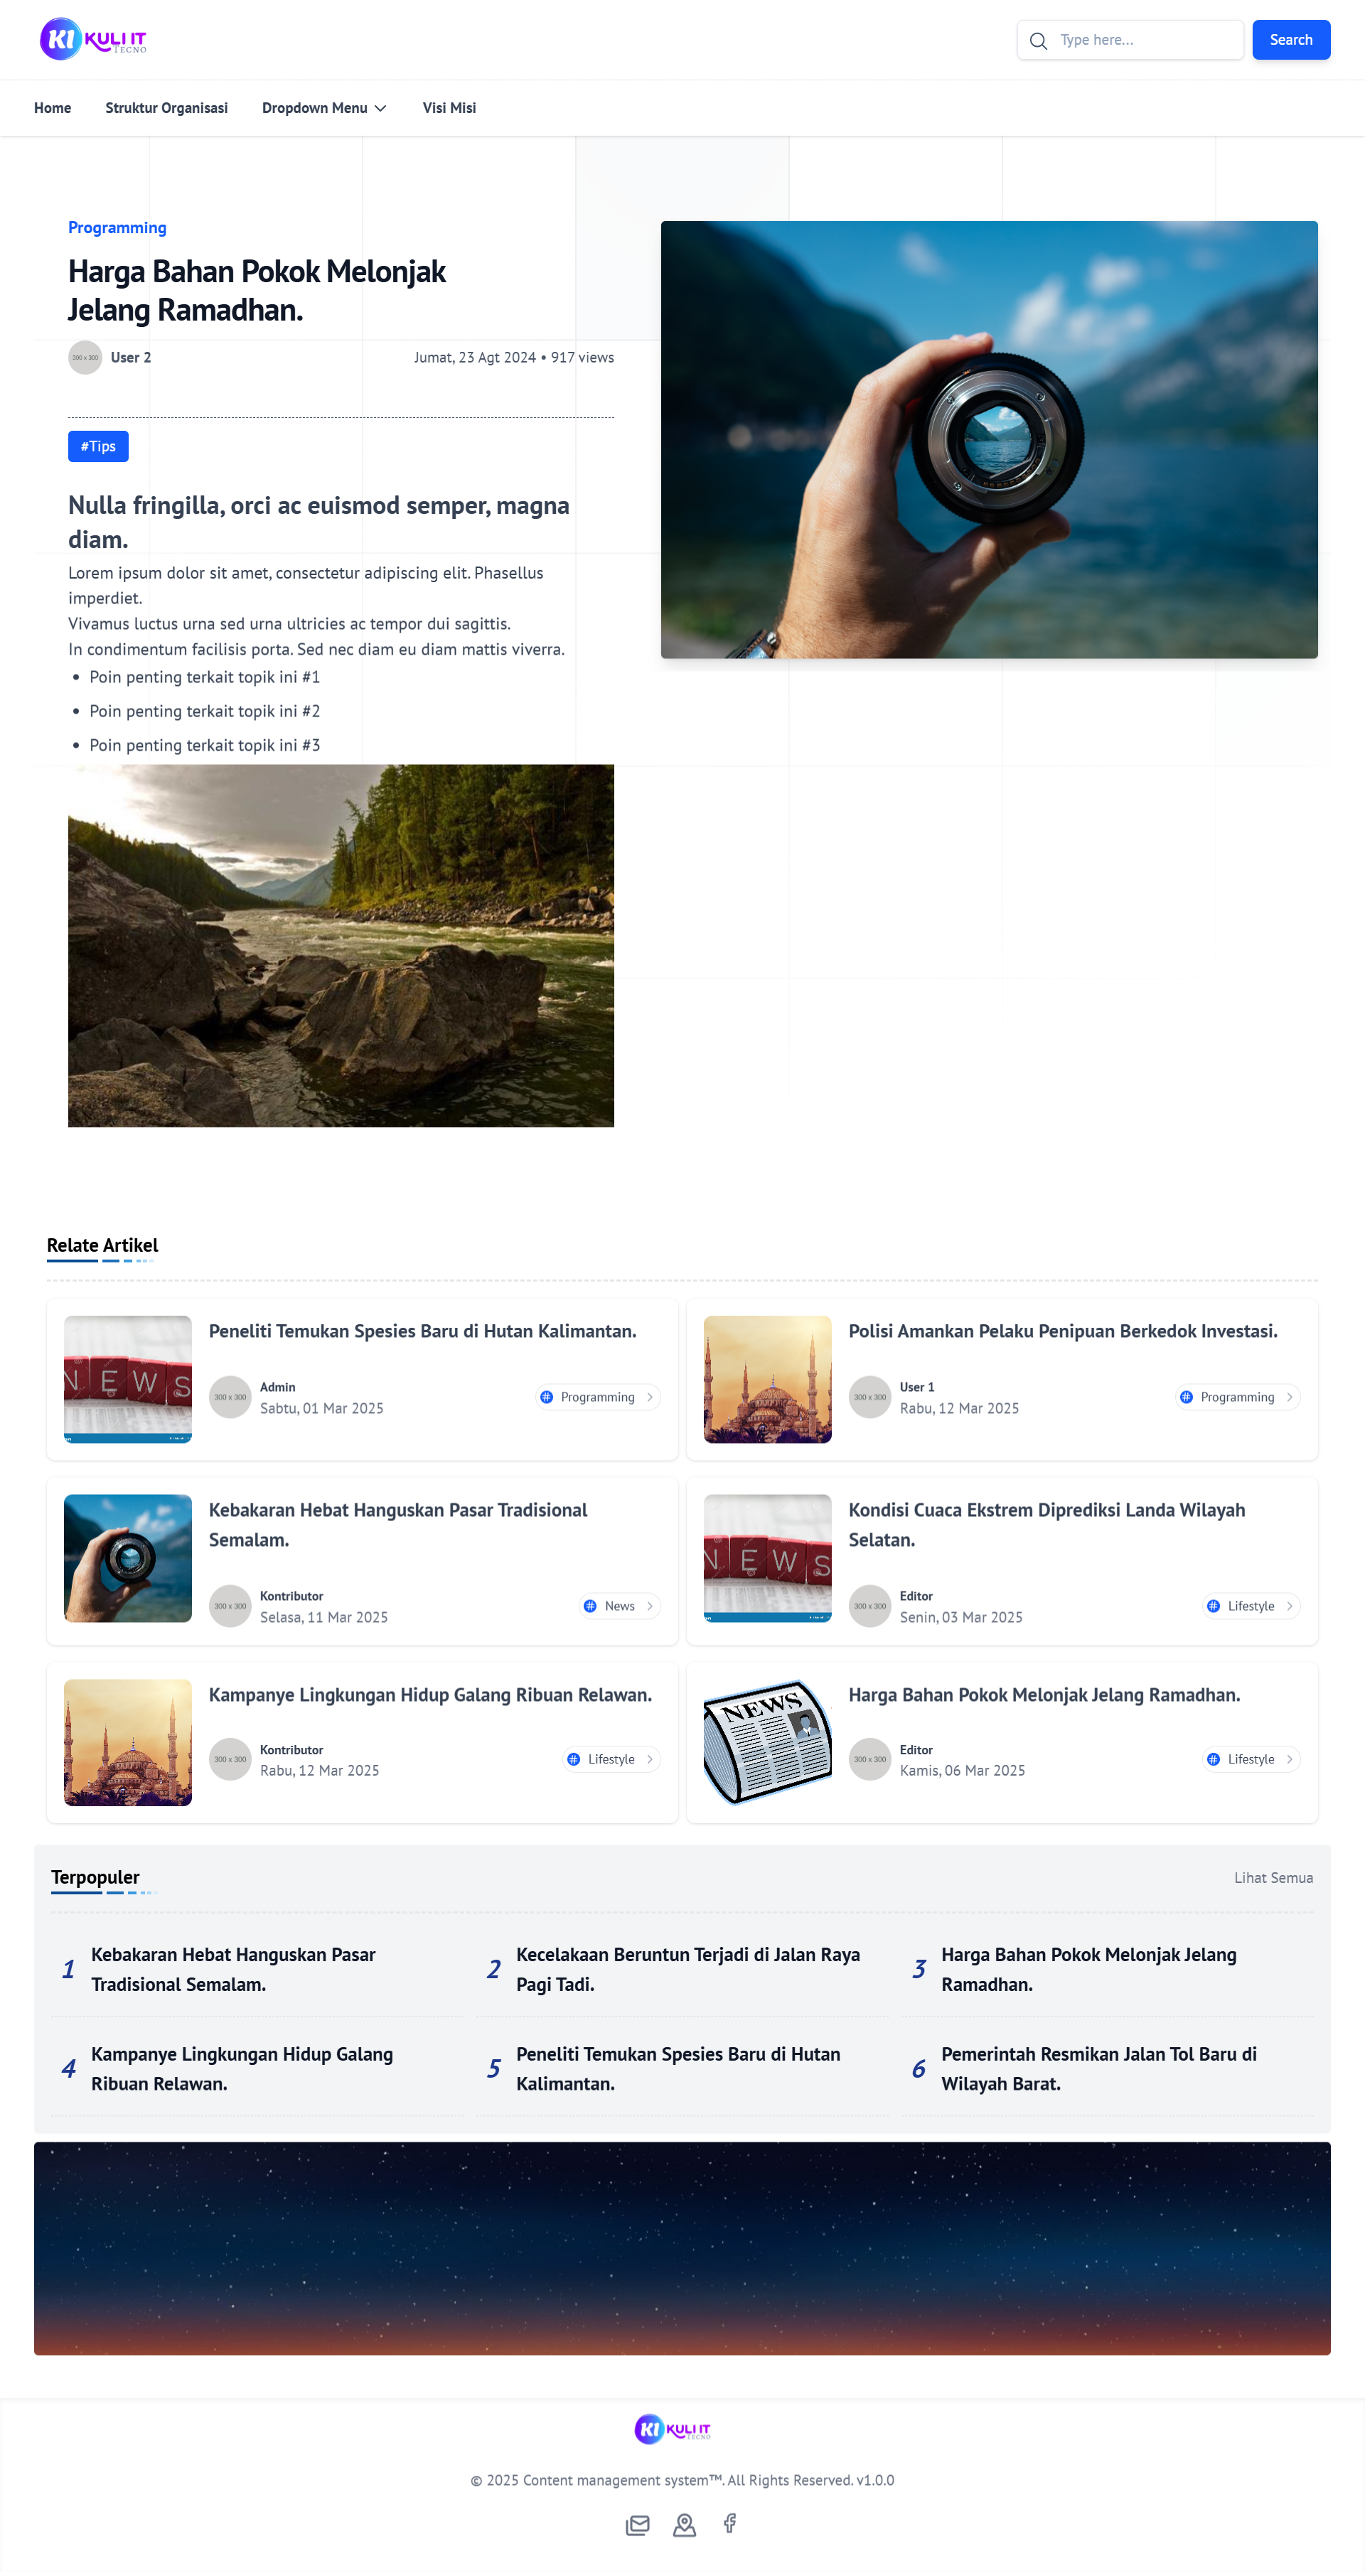 K1 KULI IT
TECNO
Type here...
Search
Home
Struktur Organisasi
Dropdown Menu
Visi Misi
Programming
Harga Bahan Pokok Melonjak
Jelang Ramadhan.
300 x 300
User 2
Jumat, 23 Agt 2024 • 917 views
#Tips
Nulla fringilla, orci ac euismod semper, magna
diam.
Lorem ipsum dolor sit amet, consectetur adipiscing elit. Phasellus
imperdiet.
Vivamus luctus urna sed urna ultricies ac tempor dui sagittis.
In condimentum facilisis porta. Sed nec diam eu diam mattis viverra.
• Poin penting terkait topik ini #1
• Poin penting terkait topik ini #2
• Poin penting terkait topik ini #3
Relate Artikel
NEWS
Peneliti Temukan Spesies Baru di Hutan Kalimantan.
300 x 300
Admin
Sabtu, 01 Mar 2025
# Programming
Polisi Amankan Pelaku Penipuan Berkedok Investasi.
300 x 300
User 1
Rabu, 12 Mar 2025
# Programming
Kebakaran Hebat Hanguskan Pasar Tradisional
Semalam.
300 x 300
Kontributor
Selasa, 11 Mar 2025
# News
NEWS
Kondisi Cuaca Ekstrem Diprediksi Landa Wilayah
Selatan.
300 x 300
Editor
Senin, 03 Mar 2025
# Lifestyle
Kampanye Lingkungan Hidup Galang Ribuan Relawan.
300 x 300
Kontributor
Rabu, 12 Mar 2025
# Lifestyle
NEWS
Harga Bahan Pokok Melonjak Jelang Ramadhan.
300 x 300
Editor
Kamis, 06 Mar 2025
# Lifestyle
Terpopuler
Lihat Semua
1
Kebakaran Hebat Hanguskan Pasar
Tradisional Semalam.
2
Kecelakaan Beruntun Terjadi di Jalan Raya
Pagi Tadi.
3
Harga Bahan Pokok Melonjak Jelang
Ramadhan.
4
Kampanye Lingkungan Hidup Galang
Ribuan Relawan.
5
Peneliti Temukan Spesies Baru di Hutan
Kalimantan.
6
Pemerintah Resmikan Jalan Tol Baru di
Wilayah Barat.
K1 KULI IT
TECNO
© 2025 Content management system™. All Rights Reserved. v1.0.0